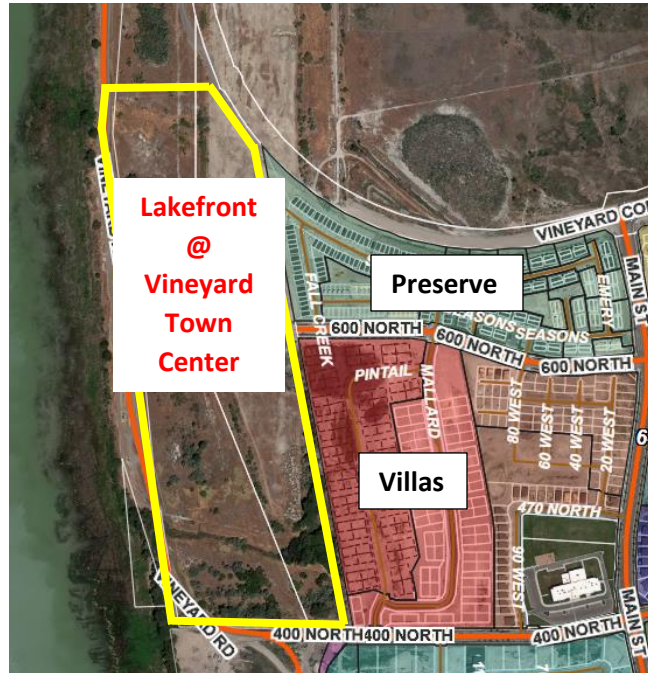 VINEYARD
Lakefront
@
Vineyard
Town
Center
VINEYARD
MAIN ST
FALL CREEK
Preserve
EMERY
SEASONS
600 NORTH
600 NORTH
600 NORTH
PINTAIL
MALLARD
80 WEST
60 WEST
40 WEST
20 WEST
6
Villas
470 NORTH
90 WEST
VINEYARD RD
400 NORTH
400 NORTH
400 NORTH
MAIN ST